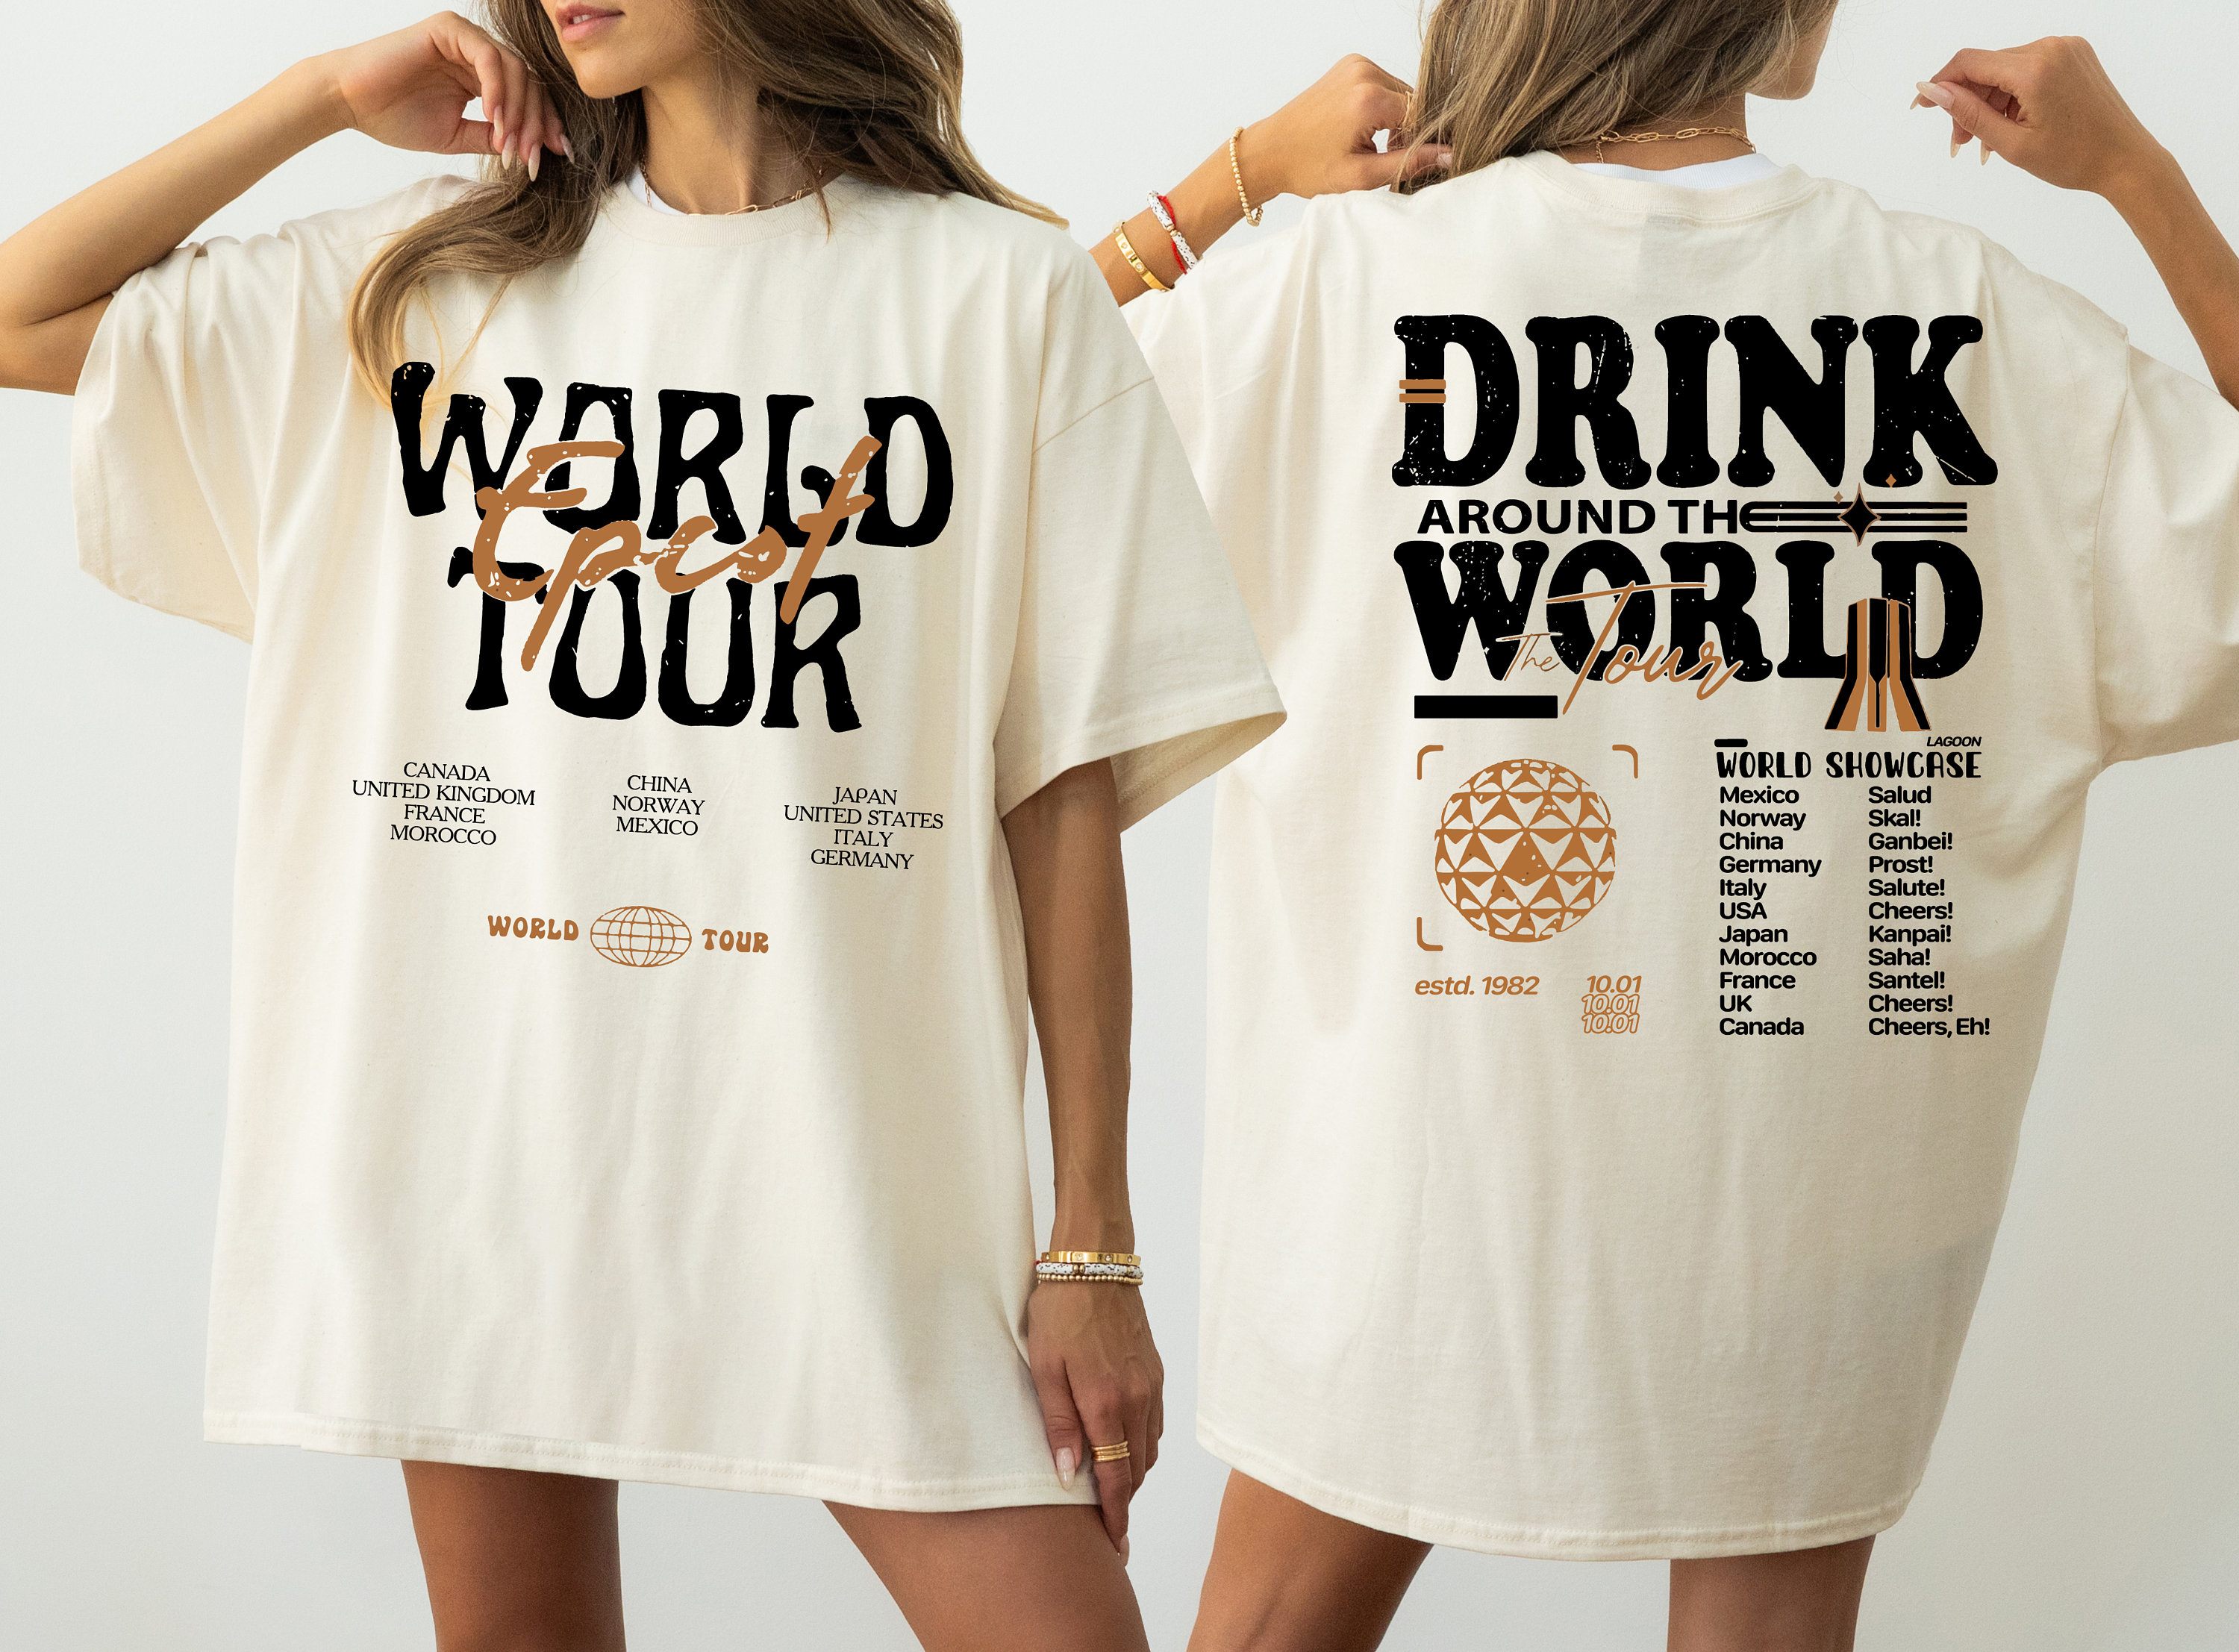 WORLD
Epcot
TOUR
CANADA
UNITED KINGDOM
FRANCE
MOROCCO
CHINA
NORWAY
MEXICO
JAPAN
UNITED STATES
ITALY
GERMANY
WORLD TOUR
DRINK
AROUND THE
WORLD
The Tour
LAGOON
WORLD SHOWCASE
Mexico Salud
Norway Skal!
China Ganbei!
Germany Prost!
Italy Salute!
USA Cheers!
Japan Kanpai!
Morocco Saha!
France Santel!
UK Cheers!
Canada Cheers, Eh!
estd. 1982
10.01
10.01
10.01